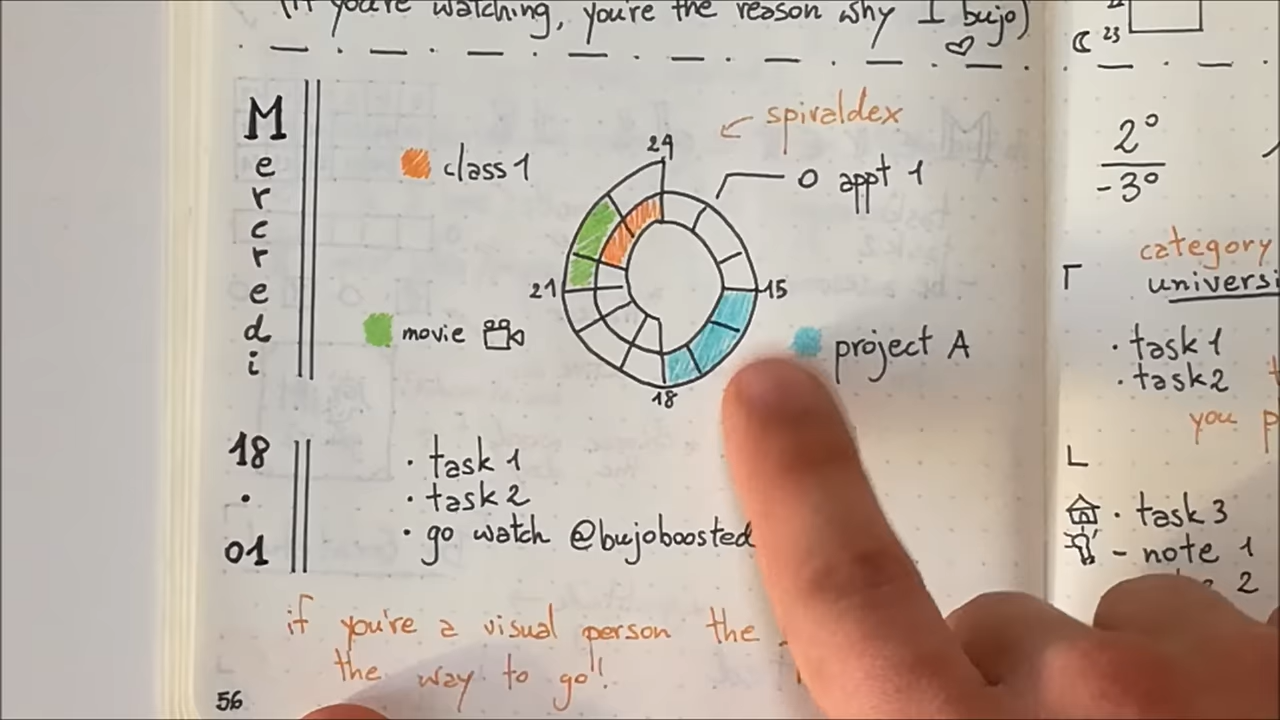 (if you're watching, you're the reason why I bujo)
Mercredi
18
.
01
class 1
movie
spiraldex
o appt 1
24
15
18
21
project A
· task 1
· task 2
· go watch @bujoboosted
if you're a visual person the
the way to go!
56
23
2°
-3°
category
· task 1
· task 2
you
· task 3
- note 1
2